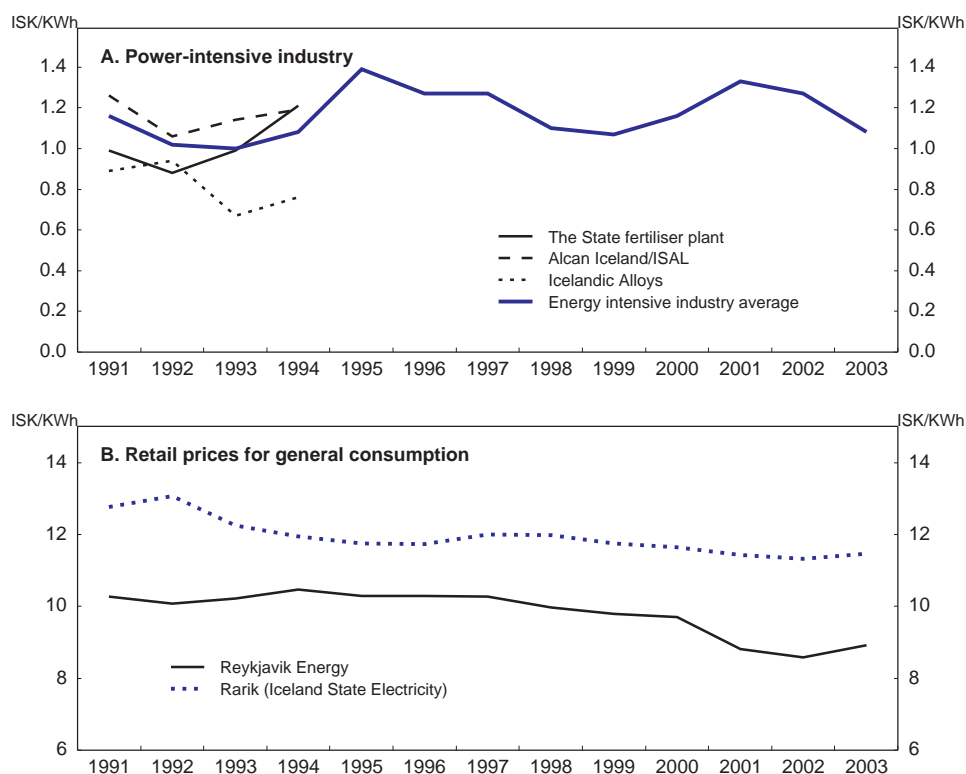 ISK/KWh ISK/KWh
A. Power-intensive industry
1.4 1.4
1.2 1.2
1.0 1.0
0.8 0.8
0.6 0.6
The State fertiliser plant
Alcan Iceland/ISAL
0.4 0.4
Icelandic Alloys
Energy intensive industry average
0.2 0.2
0.0 0.0
1991 1992 1993 1994 1995 1996 1997 1998 1999 2000 2001 2002 2003
ISK/KWh ISK/KWh
B. Retail prices for general consumption
14 14
12 12
10 10
Reykjavik Energy
8 8
Rarik (Iceland State Electricity)
6 6
1991 1992 1993 1994 1995 1996 1997 1998 1999 2000 2001 2002 2003